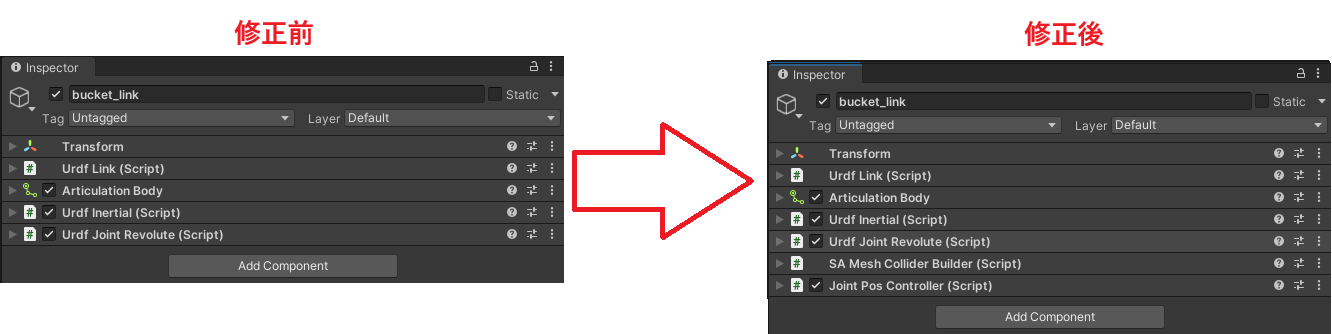 修正前
Inspector
bucket_link
Static
Tag Untagged Layer Default
Transform
Urdf Link (Script)
Articulation Body
Urdf Inertial (Script)
Urdf Joint Revolute (Script)
Add Component
修正後
Inspector
bucket_link
Static
Tag Untagged Layer Default
Transform
Urdf Link (Script)
Articulation Body
Urdf Inertial (Script)
Urdf Joint Revolute (Script)
SA Mesh Collider Builder (Script)
Joint Pos Controller (Script)
Add Component